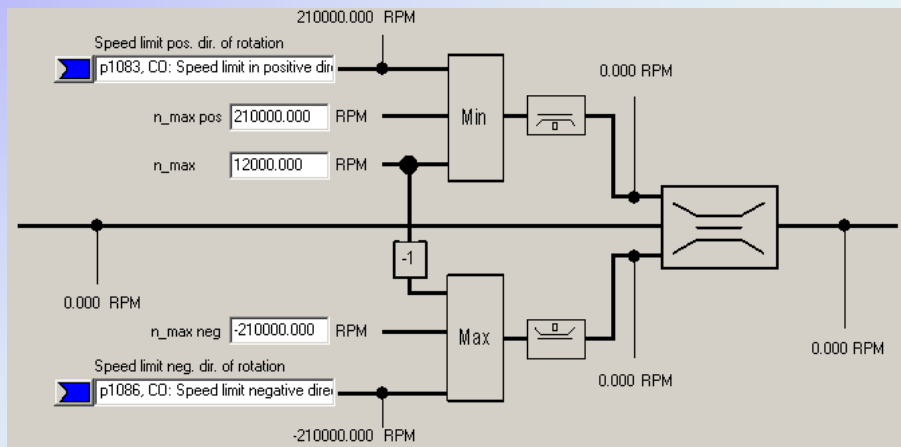 210000.000 RPM
Speed limit pos. dir. of rotation
p1083, CO: Speed limit in positive dire
0.000 RPM
n_max pos 210000.000 RPM
Min
n_max 12000.000 RPM
-1
0.000 RPM
n_max neg -210000.000 RPM
Max
0.000 RPM
Speed limit neg. dir. of rotation
0.000 RPM
p1086, CO: Speed limit negative dire
-210000.000 RPM